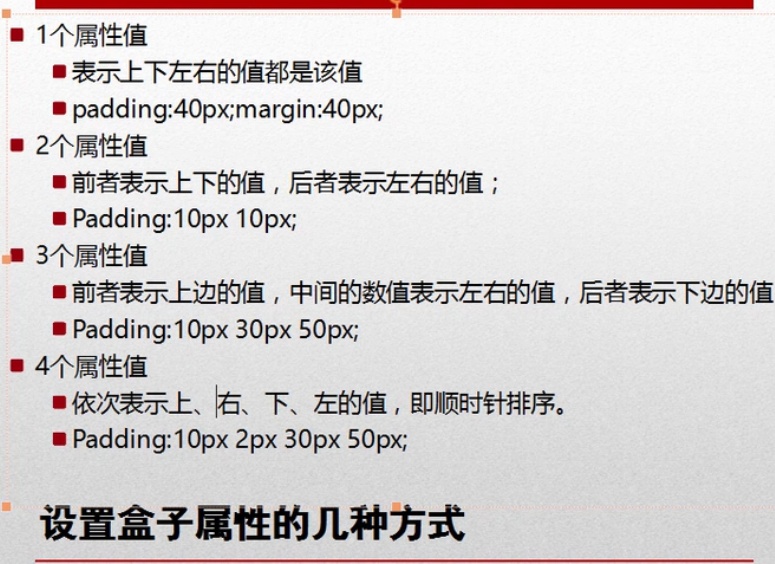 1个属性值
表示上下左右的值都是该值
padding:40px;margin:40px;
2个属性值
前者表示上下的值，后者表示左右的值；
Padding:10px 10px;
3个属性值
前者表示上边的值，中间的数值表示左右的值，后者表示下边的值
Padding:10px 30px 50px;
4个属性值
依次表示上、右、下、左的值，即顺时针排序。
Padding:10px 2px 30px 50px;
设置盒子属性的几种方式